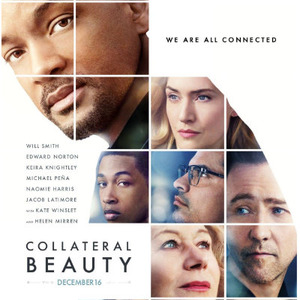 WE ARE ALL CONNECTED
WILL SMITH
EDWARD NORTON
KEIRA KNIGHTLEY
MICHAEL PEÑA
NAOMIE HARRIS
JACOB LATIMORE
WITH KATE WINSLET
AND HELEN MIRREN
COLLATERAL
BEAUTY
DECEMBER 16